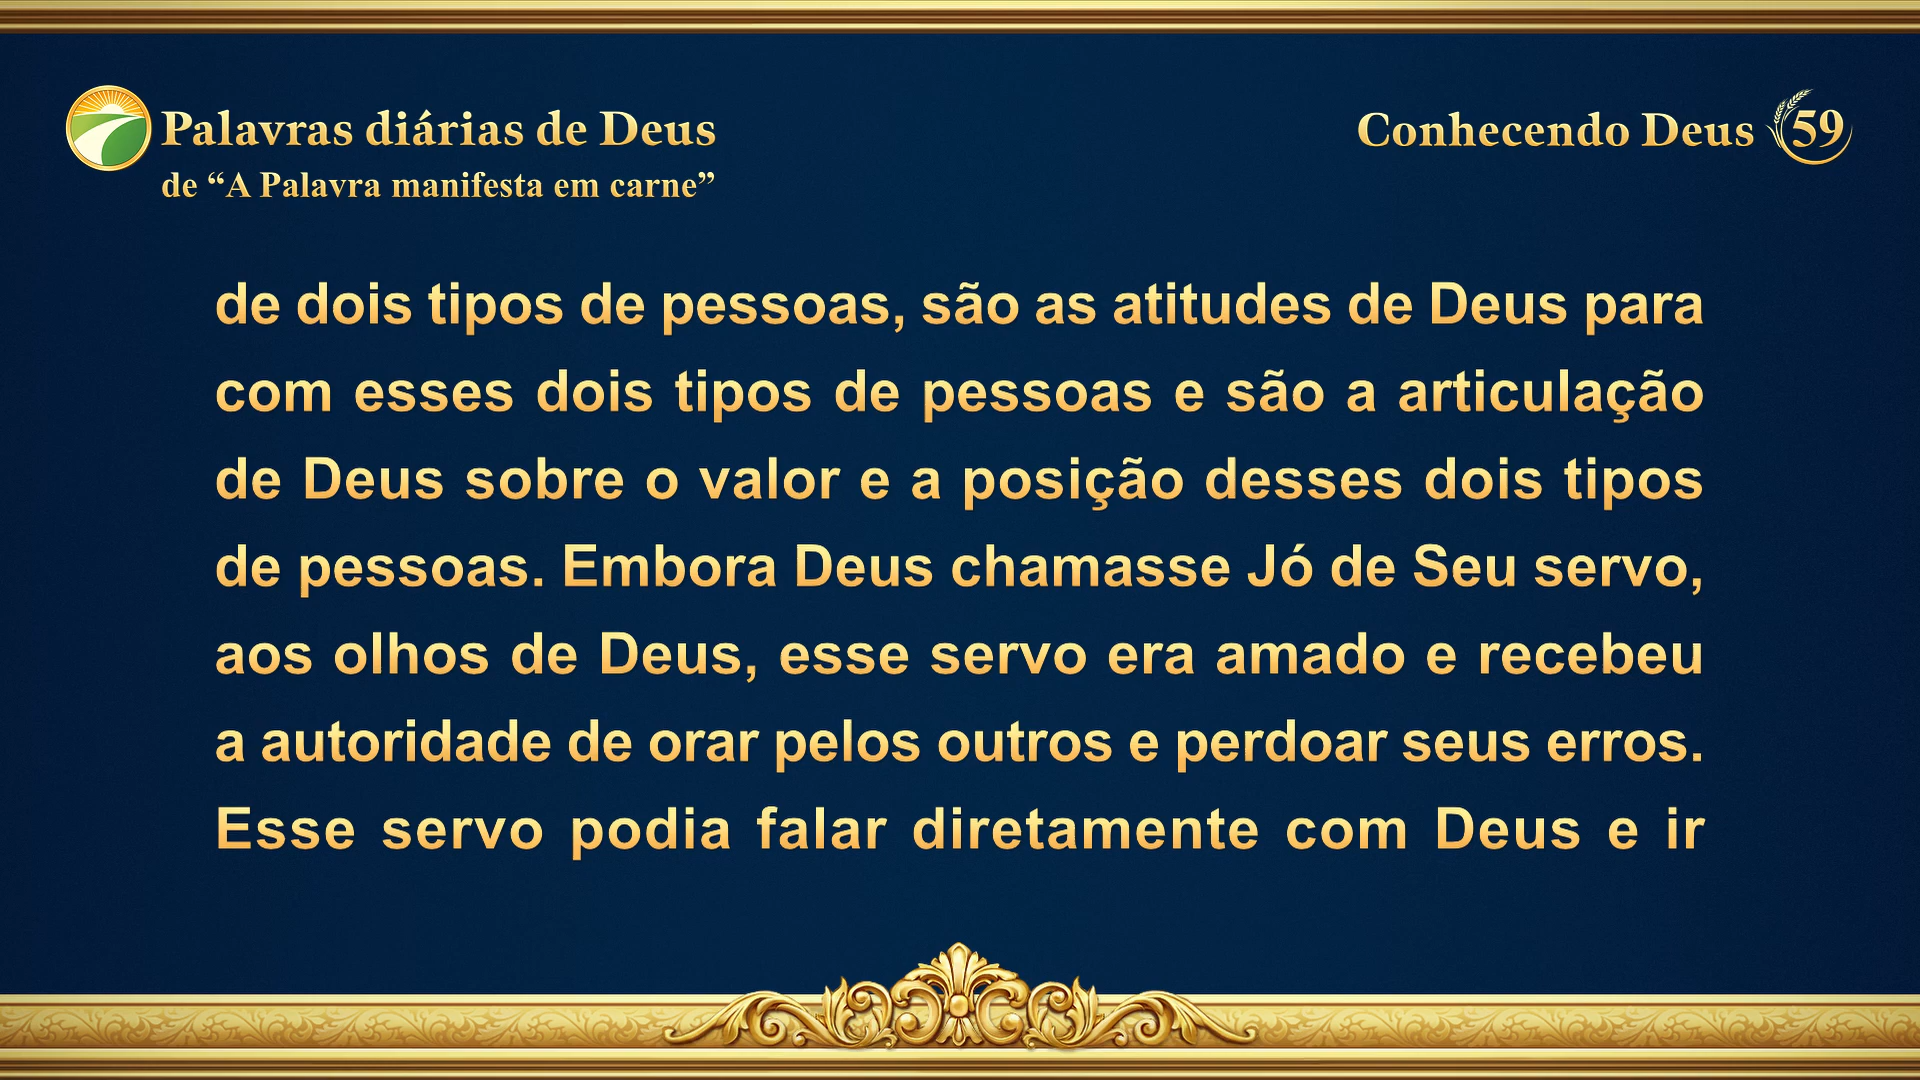 Palavras diárias de Deus
de “A Palavra manifesta em carne”
Conhecendo Deus 59
de dois tipos de pessoas, são as atitudes de Deus para
com esses dois tipos de pessoas e são a articulação
de Deus sobre o valor e a posição desses dois tipos
de pessoas. Embora Deus chamasse Jó de Seu servo,
aos olhos de Deus, esse servo era amado e recebeu
a autoridade de orar pelos outros e perdoar seus erros.
Esse servo podia falar diretamente com Deus e ir